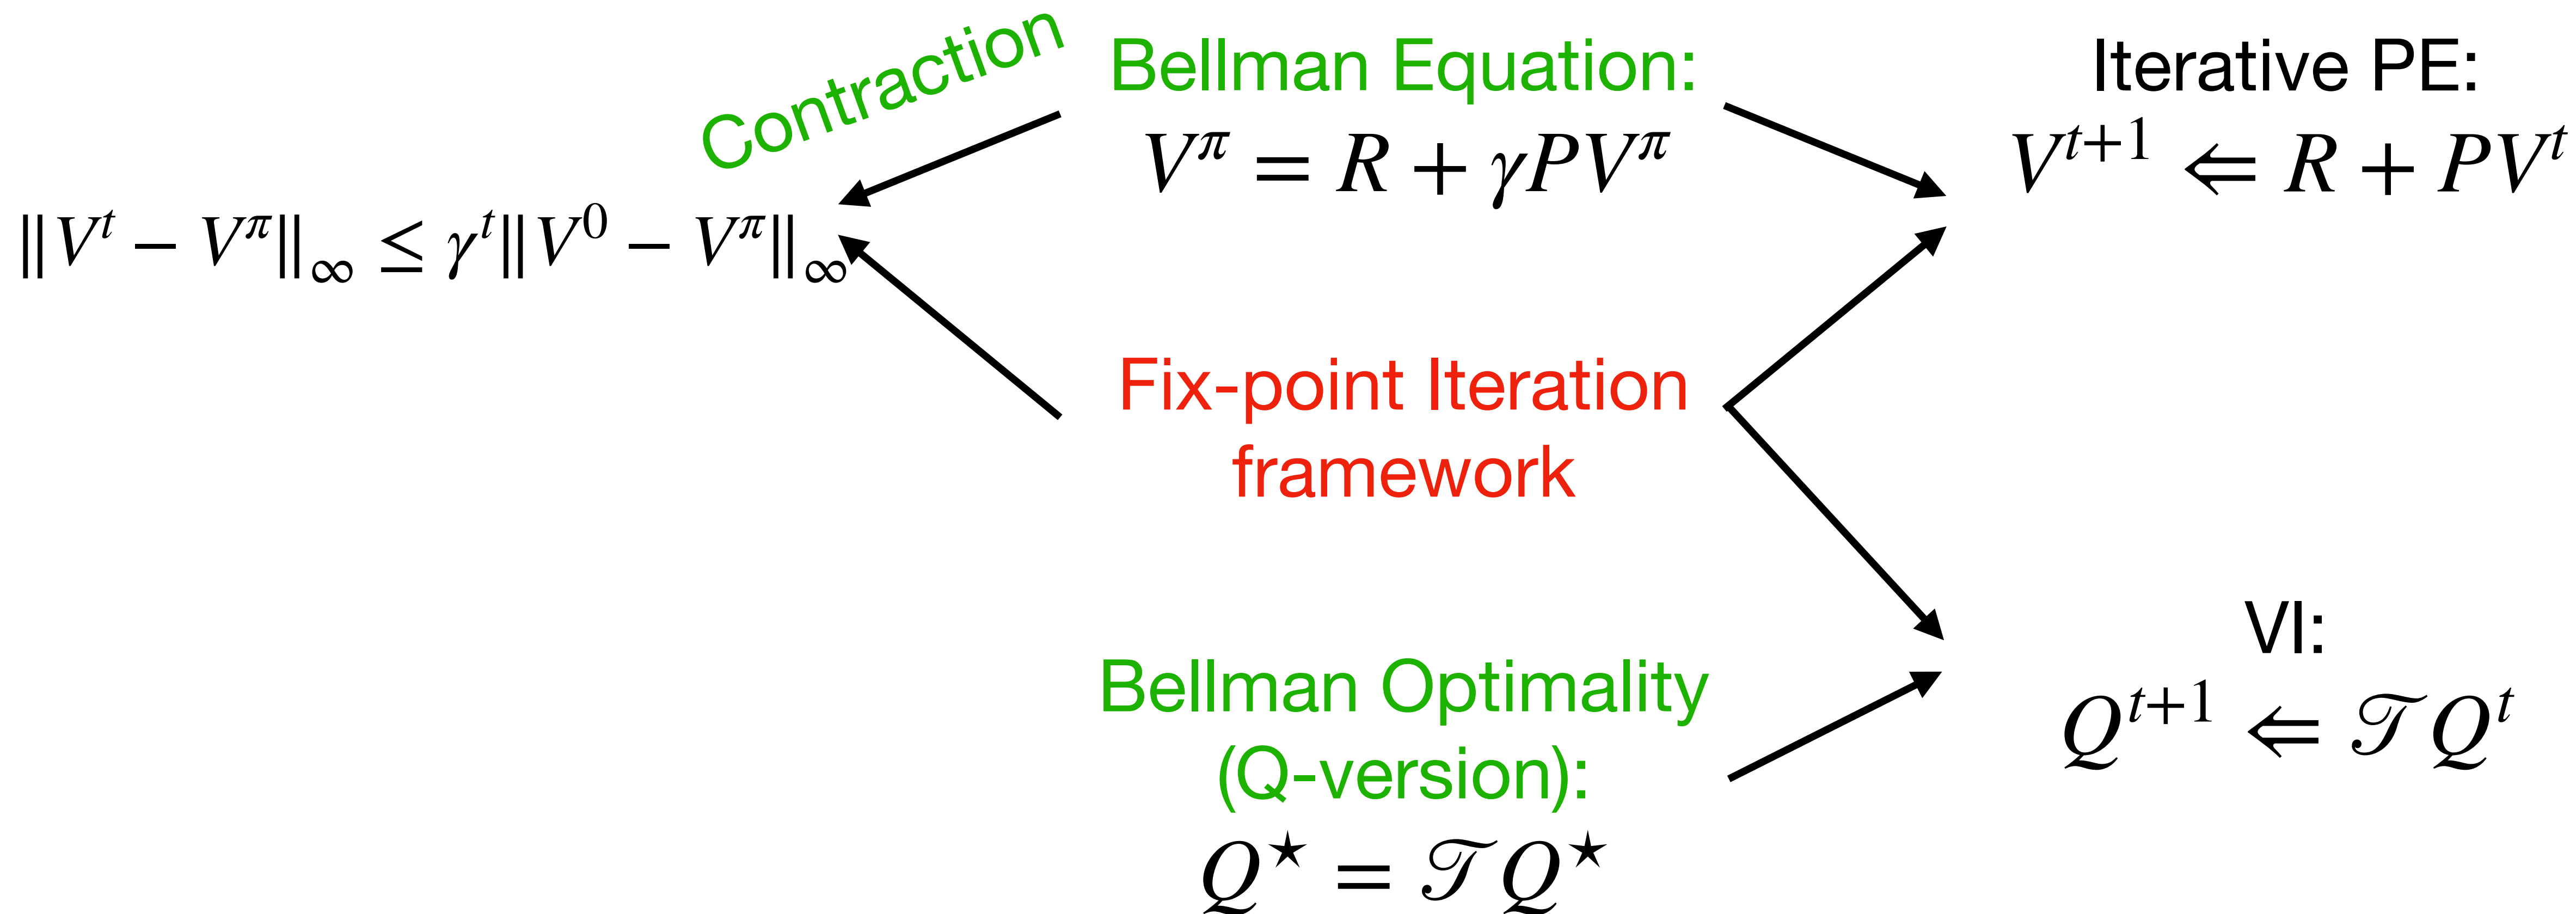 Contraction
‖V^t − V^π‖_∞ ≤ γ^t‖V^0 − V^π‖_∞
Bellman Equation:
V^π = R + γPV^π
Fix-point Iteration
framework
Bellman Optimality
(Q-version):
Q^⋆ = 𝒯Q^⋆
Iterative PE:
V^{t+1} ⇐ R + PV^t
VI:
Q^{t+1} ⇐ 𝒯Q^t